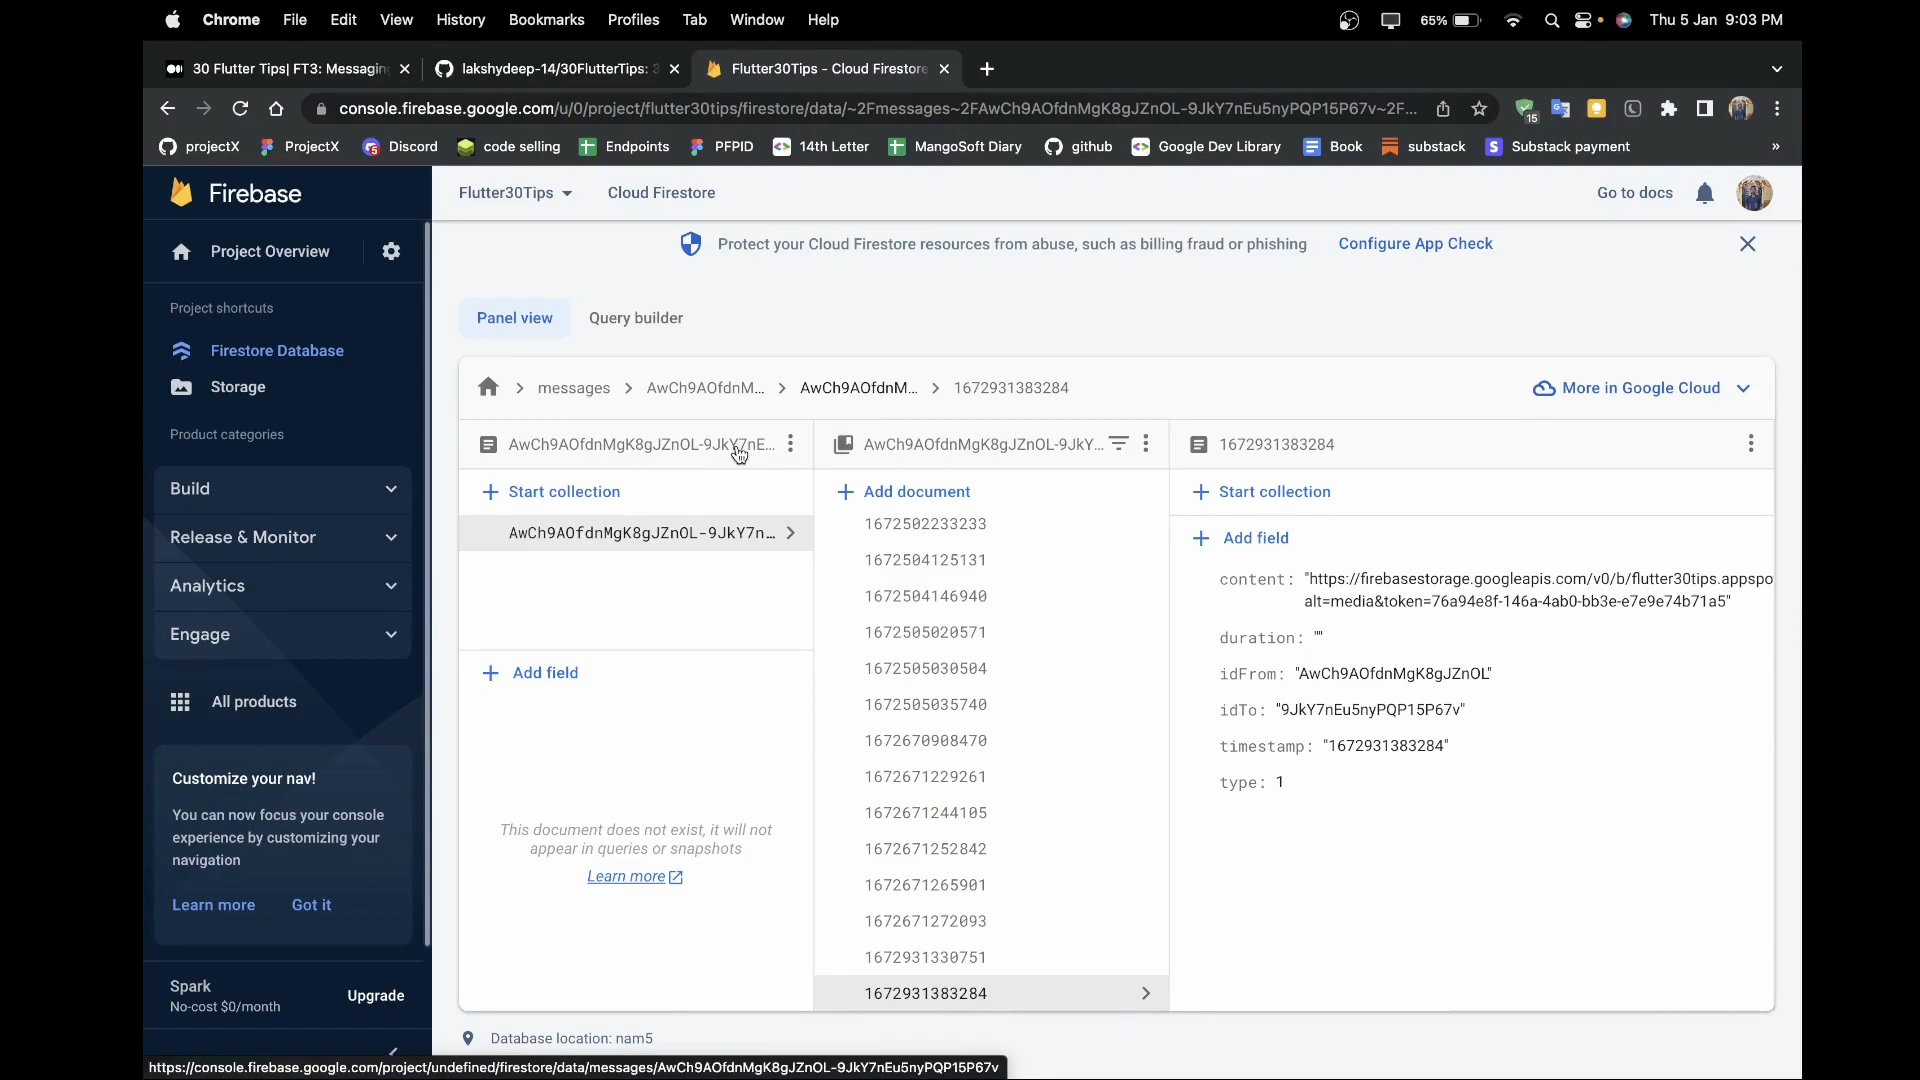 Chrome File Edit View History Bookmarks Profiles Tab Window Help 65% Thu 5 Jan 9:03 PM
30 Flutter Tips| FT3: Messaging
lakshydeep-14/30FlutterTips: 3
Flutter30Tips - Cloud Firestore
console.firebase.google.com/u/0/project/flutter30tips/firestore/data/~2Fmessages~2FAwCh9AOfdnMgK8gJZnOL-9JkY7nEu5nyPQP15P67v~2F...
15
projectX ProjectX Discord code selling Endpoints PFPID 14th Letter MangoSoft Diary github Google Dev Library Book substack Substack payment »
Firebase
Flutter30Tips
Cloud Firestore
Go to docs
Project Overview
Protect your Cloud Firestore resources from abuse, such as billing fraud or phishing Configure App Check
Project shortcuts
Firestore Database
Storage
Product categories
Build
Release & Monitor
Analytics
Engage
All products
Customize your nav!
You can now focus your console
experience by customizing your
navigation
Learn more Got it
Spark
No-cost $0/month
Upgrade
Panel view Query builder
messages AwCh9AOfdnM... AwCh9AOfdnM... 1672931383284
More in Google Cloud
AwCh9AOfdnMgK8gJZnOL-9JkY7nE...
Start collection
AwCh9AOfdnMgK8gJZnOL-9JkY7n...
Add field
This document does not exist, it will not
appear in queries or snapshots
Learn more
AwCh9AOfdnMgK8gJZnOL-9JkY...
Add document
1672502233233
1672504125131
1672504146940
1672505020571
1672505030504
1672505035740
1672670908470
1672671229261
1672671244105
1672671252842
1672671265901
1672671272093
1672931330751
1672931383284
1672931383284
Start collection
Add field
content: "https://firebasestorage.googleapis.com/v0/b/flutter30tips.appspo
alt=media&token=76a94e8f-146a-4ab0-bb3e-e7e9e74b71a5"
duration: ""
idFrom: "AwCh9AOfdnMgK8gJZnOL"
idTo: "9JkY7nEu5nyPQP15P67v"
timestamp: "1672931383284"
type: 1
Database location: nam5
https://console.firebase.google.com/project/undefined/firestore/data/messages/AwCh9AOfdnMgK8gJZnOL-9JkY7nEu5nyPQP15P67v